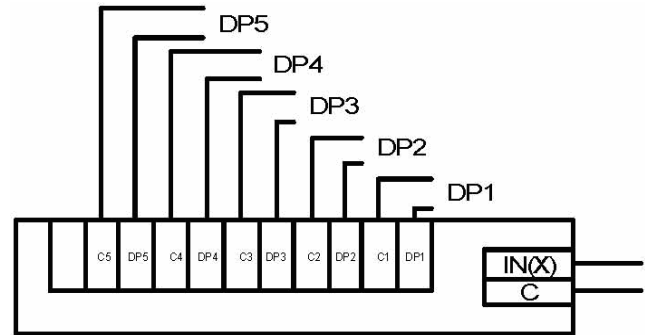 DP5
DP4
DP3
DP2
DP1
C5 DP5 C4 DP4 C3 DP3 C2 DP2 C1 DP1
IN(X)
C